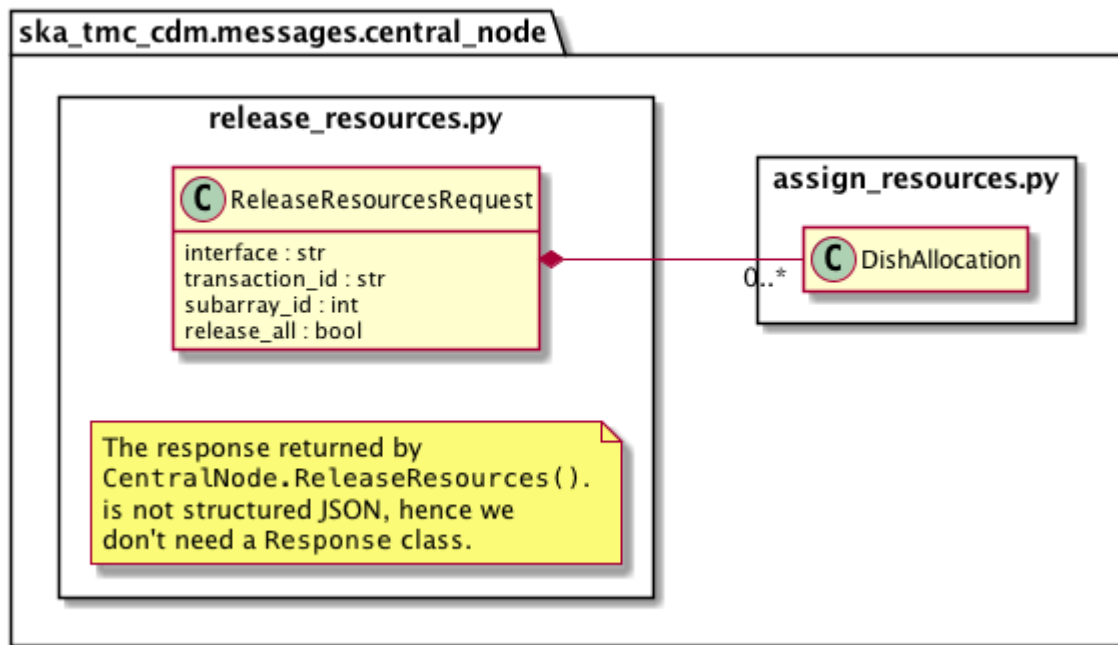 ska_tmc_cdm.messages.central_node
release_resources.py
C ReleaseResourcesRequest
interface : str
transaction_id : str
subarray_id : int
release_all : bool
0..*
assign_resources.py
C DishAllocation
The response returned by
CentralNode.ReleaseResources().
is not structured JSON, hence we
don't need a Response class.